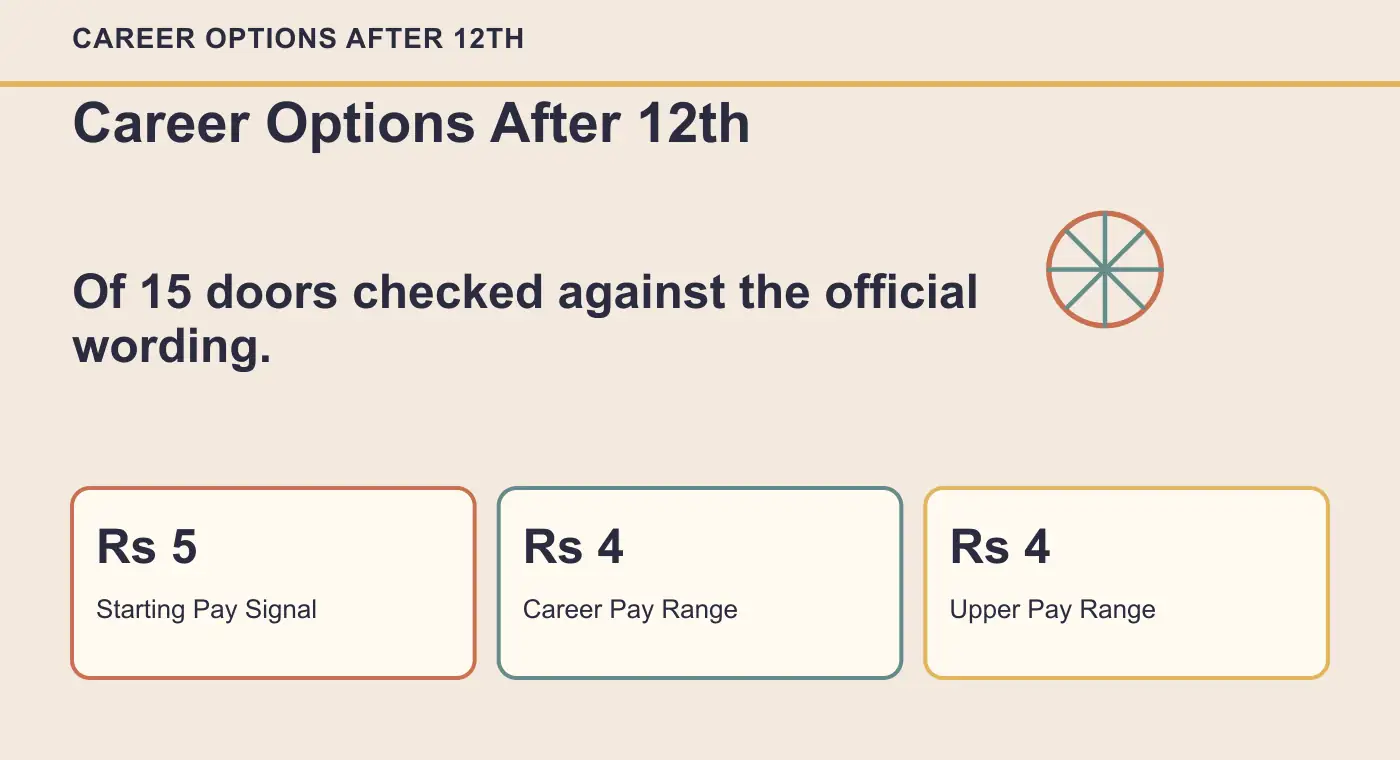 CAREER OPTIONS AFTER 12TH
Career Options After 12th
Of 15 doors checked against the official
wording.
Rs 5
Starting Pay Signal
Rs 4
Career Pay Range
Rs 4
Upper Pay Range